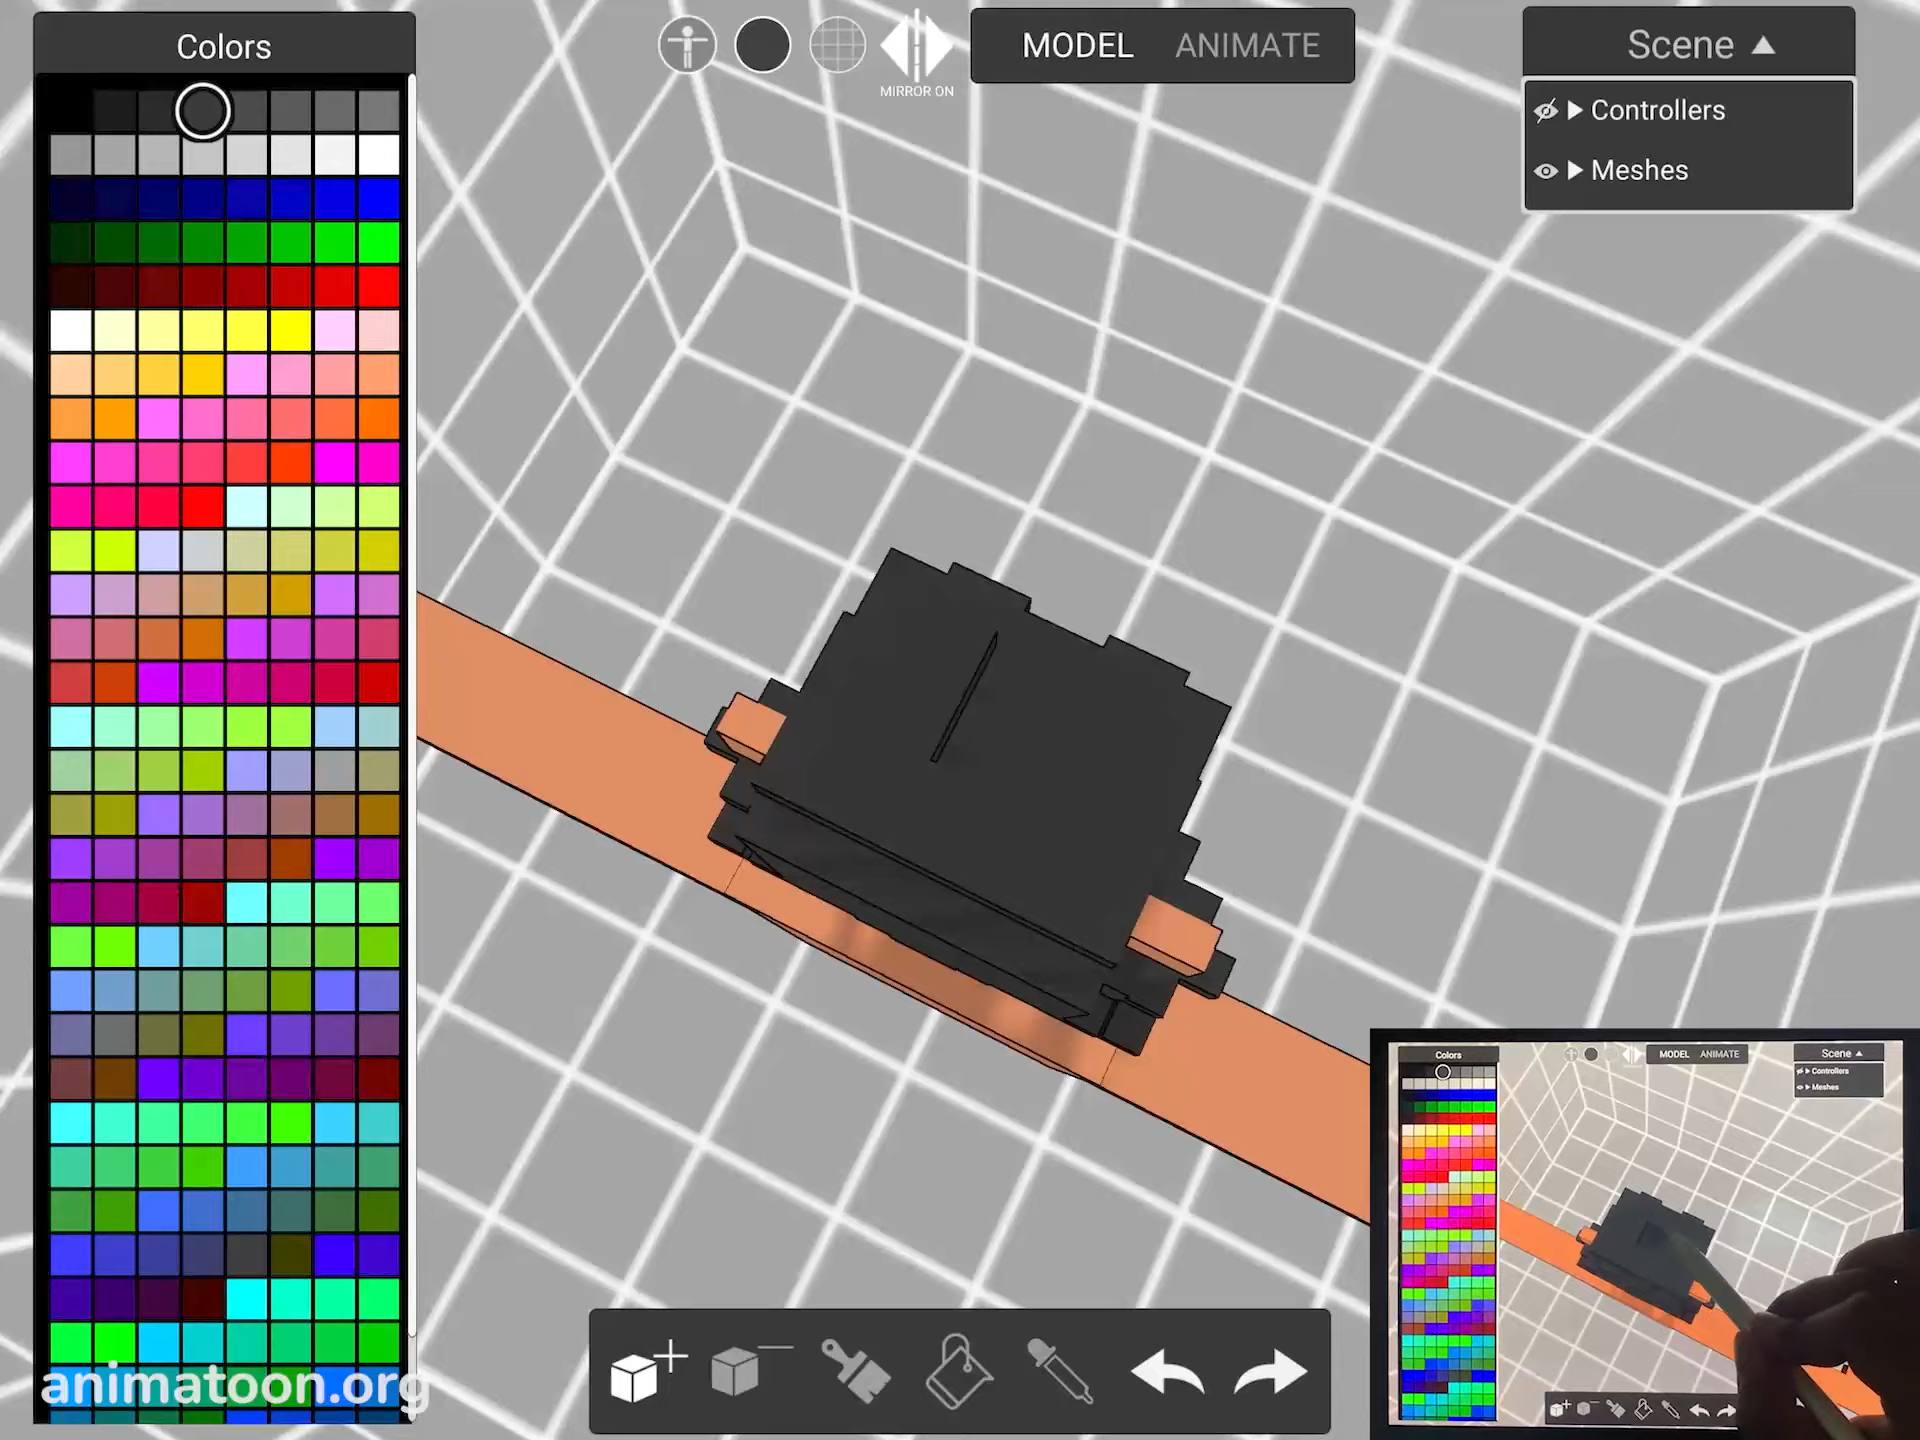 Colors
MIRROR ON
MODEL
ANIMATE
Scene
Controllers
Meshes
animatoon.org
Colors
MODEL
ANIMATE
Scene
Controllers
Meshes